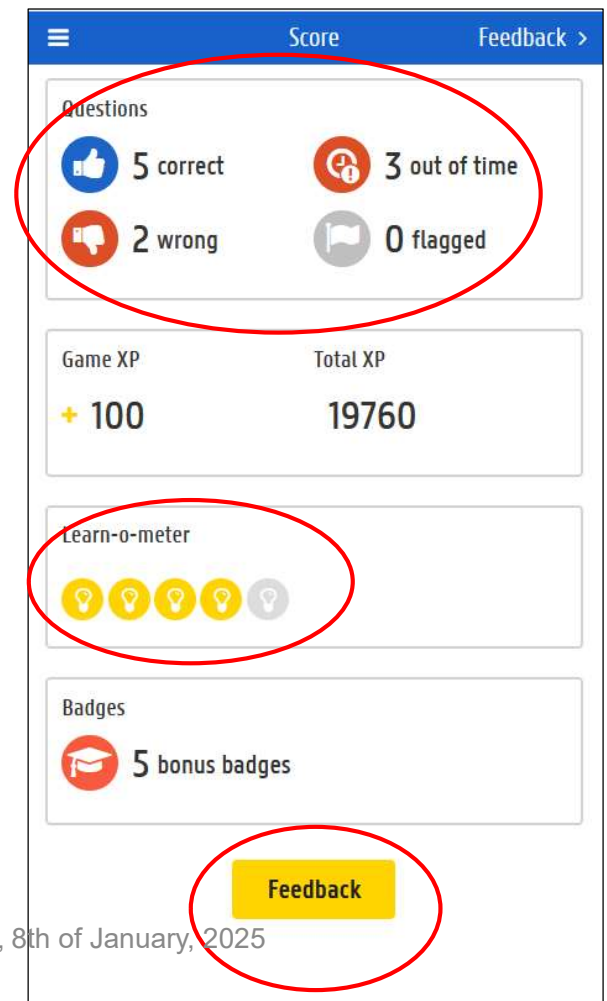 Score Feedback >
Questions
5 correct 3 out of time
2 wrong 0 flagged
Game XP Total XP
+ 100 19760
Learn-o-meter
Badges
5 bonus badges
Feedback
, 8th of January, 2025